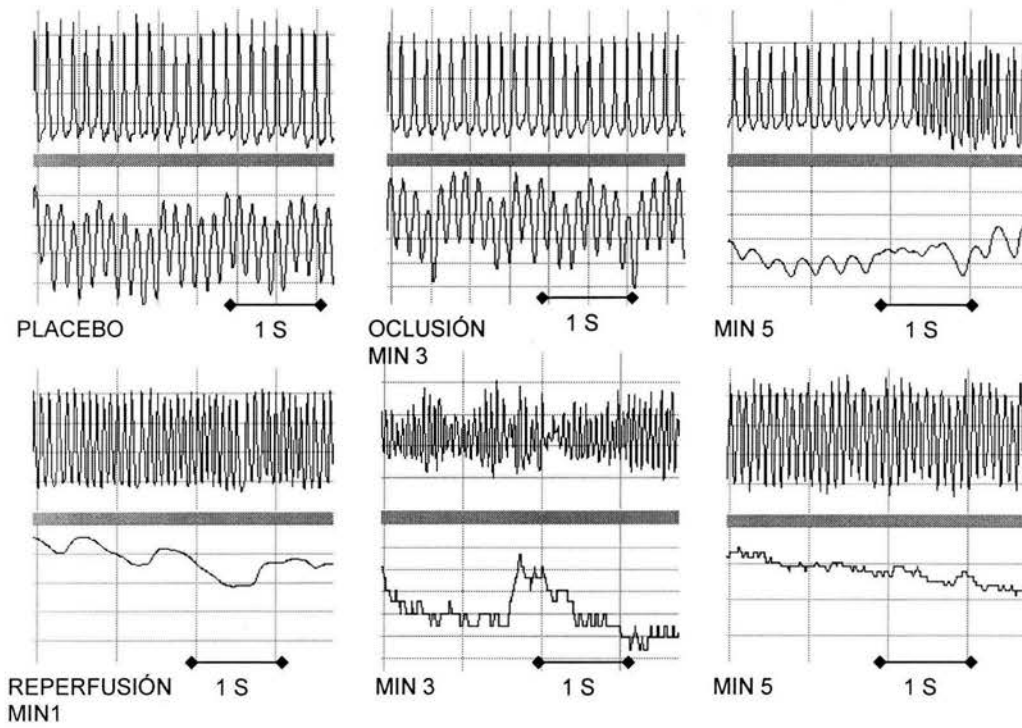 PLACEBO
1 S
OCLUSIÓN
MIN 3
1 S
MIN 5
1 S
REPERFUSIÓN
MIN1
1 S
MIN 3
1 S
MIN 5
1 S